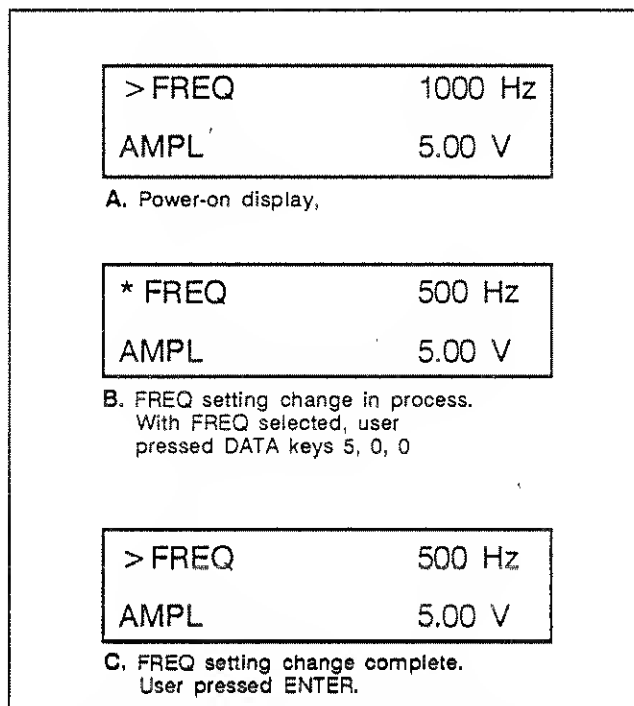 > FREQ 1000 Hz
AMPL 5.00 V
A. Power-on display,
* FREQ 500 Hz
AMPL 5.00 V
B. FREQ setting change in process.
With FREQ selected, user
pressed DATA keys 5, 0, 0
> FREQ 500 Hz
AMPL 5.00 V
C. FREQ setting change complete.
User pressed ENTER.